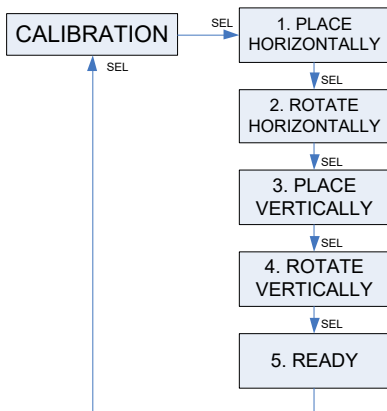 CALIBRATION
SEL
1. PLACE
HORIZONTALLY
SEL
2. ROTATE
HORIZONTALLY
SEL
3. PLACE
VERTICALLY
SEL
4. ROTATE
VERTICALLY
SEL
5. READY
SEL